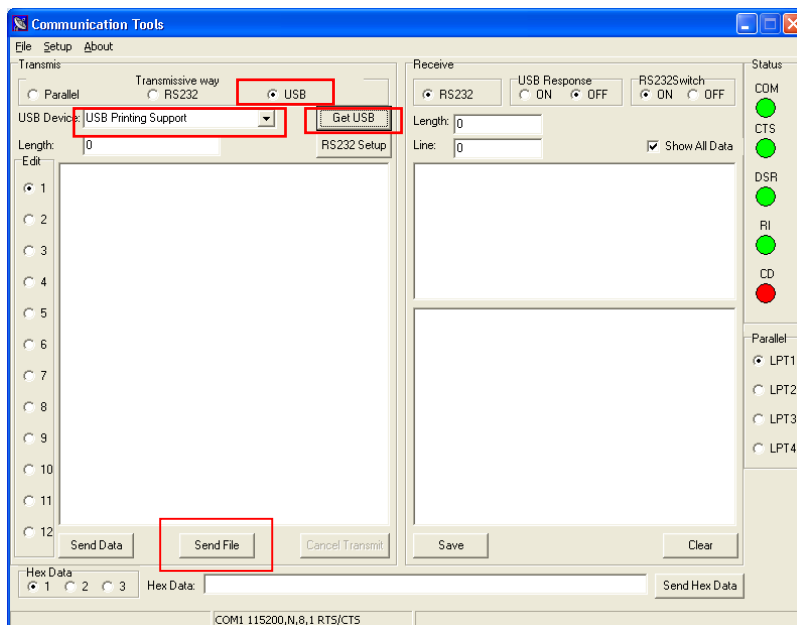 Communication Tools
File Setup About
Transmis
Transmissive way
Parallel RS232 USB
USB Device: USB Printing Support Get USB
Length: 0 RS232 Setup
Edit
1
2
3
4
5
6
7
8
9
10
11
12
Send Data Send File Cancel Transmit
Receive
USB Response RS232Switch
RS232 ON OFF ON OFF
Length: 0
Line: 0 Show All Data
Save Clear
Status
COM
CTS
DSR
RI
CD
Parallel
LPT1
LPT2
LPT3
LPT4
Hex Data
1 2 3 Hex Data: Send Hex Data
COM1 115200,N,8,1 RTS/CTS